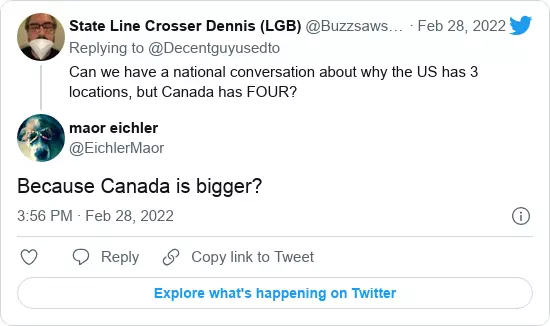 State Line Crosser Dennis (LGB) @Buzzsaws... · Feb 28, 2022
Replying to @Decentguyusedto
Can we have a national conversation about why the US has 3
locations, but Canada has FOUR?
maor eichler
@EichlerMaor
Because Canada is bigger?
3:56 PM · Feb 28, 2022
Reply
Copy link to Tweet
Explore what's happening on Twitter